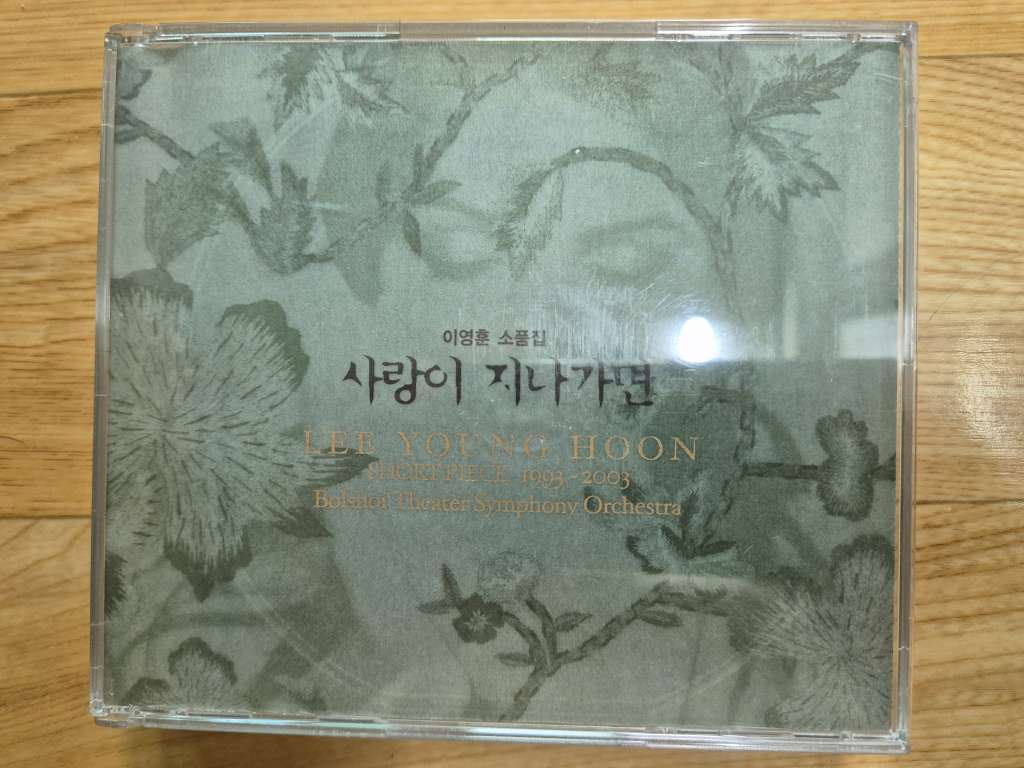 이영훈 소품집
사랑이 지나가면
LEE YOUNG HOON
SHORT PIECE 1993-2003
Bolshoi Theater Symphony Orchestra